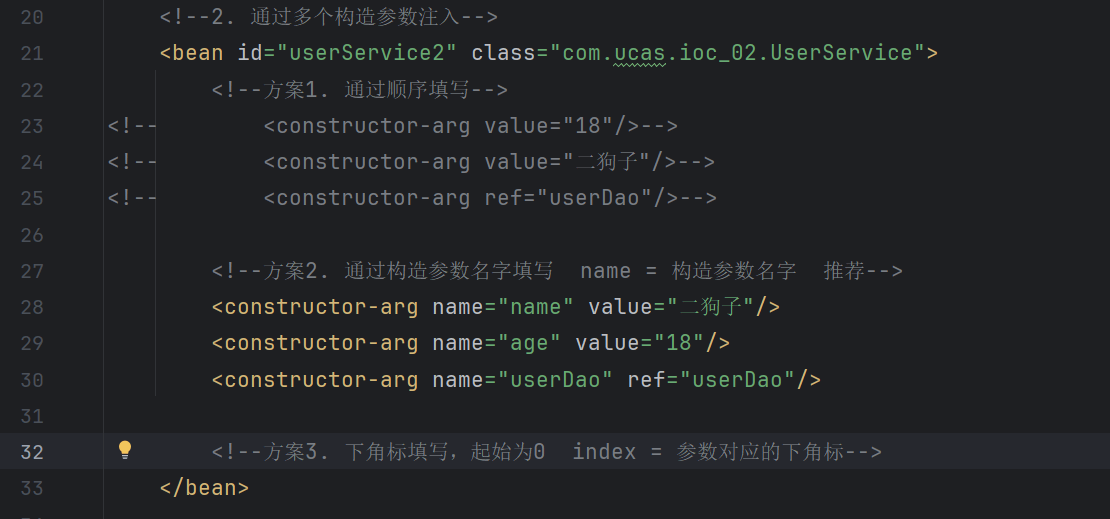 20 <!--2. 通过多个构造参数注入-->
21 <bean id="userService2" class="com.ucas.ioc_02.UserService">
22 <!--方案1. 通过顺序填写-->
23 <!-- <constructor-arg value="18"/>-->
24 <!-- <constructor-arg value="二狗子"/>-->
25 <!-- <constructor-arg ref="userDao"/>-->
26
27 <!--方案2. 通过构造参数名字填写 name = 构造参数名字 推荐-->
28 <constructor-arg name="name" value="二狗子"/>
29 <constructor-arg name="age" value="18"/>
30 <constructor-arg name="userDao" ref="userDao"/>
31
32 <!--方案3. 下角标填写，起始为0 index = 参数对应的下角标-->
33 </bean>